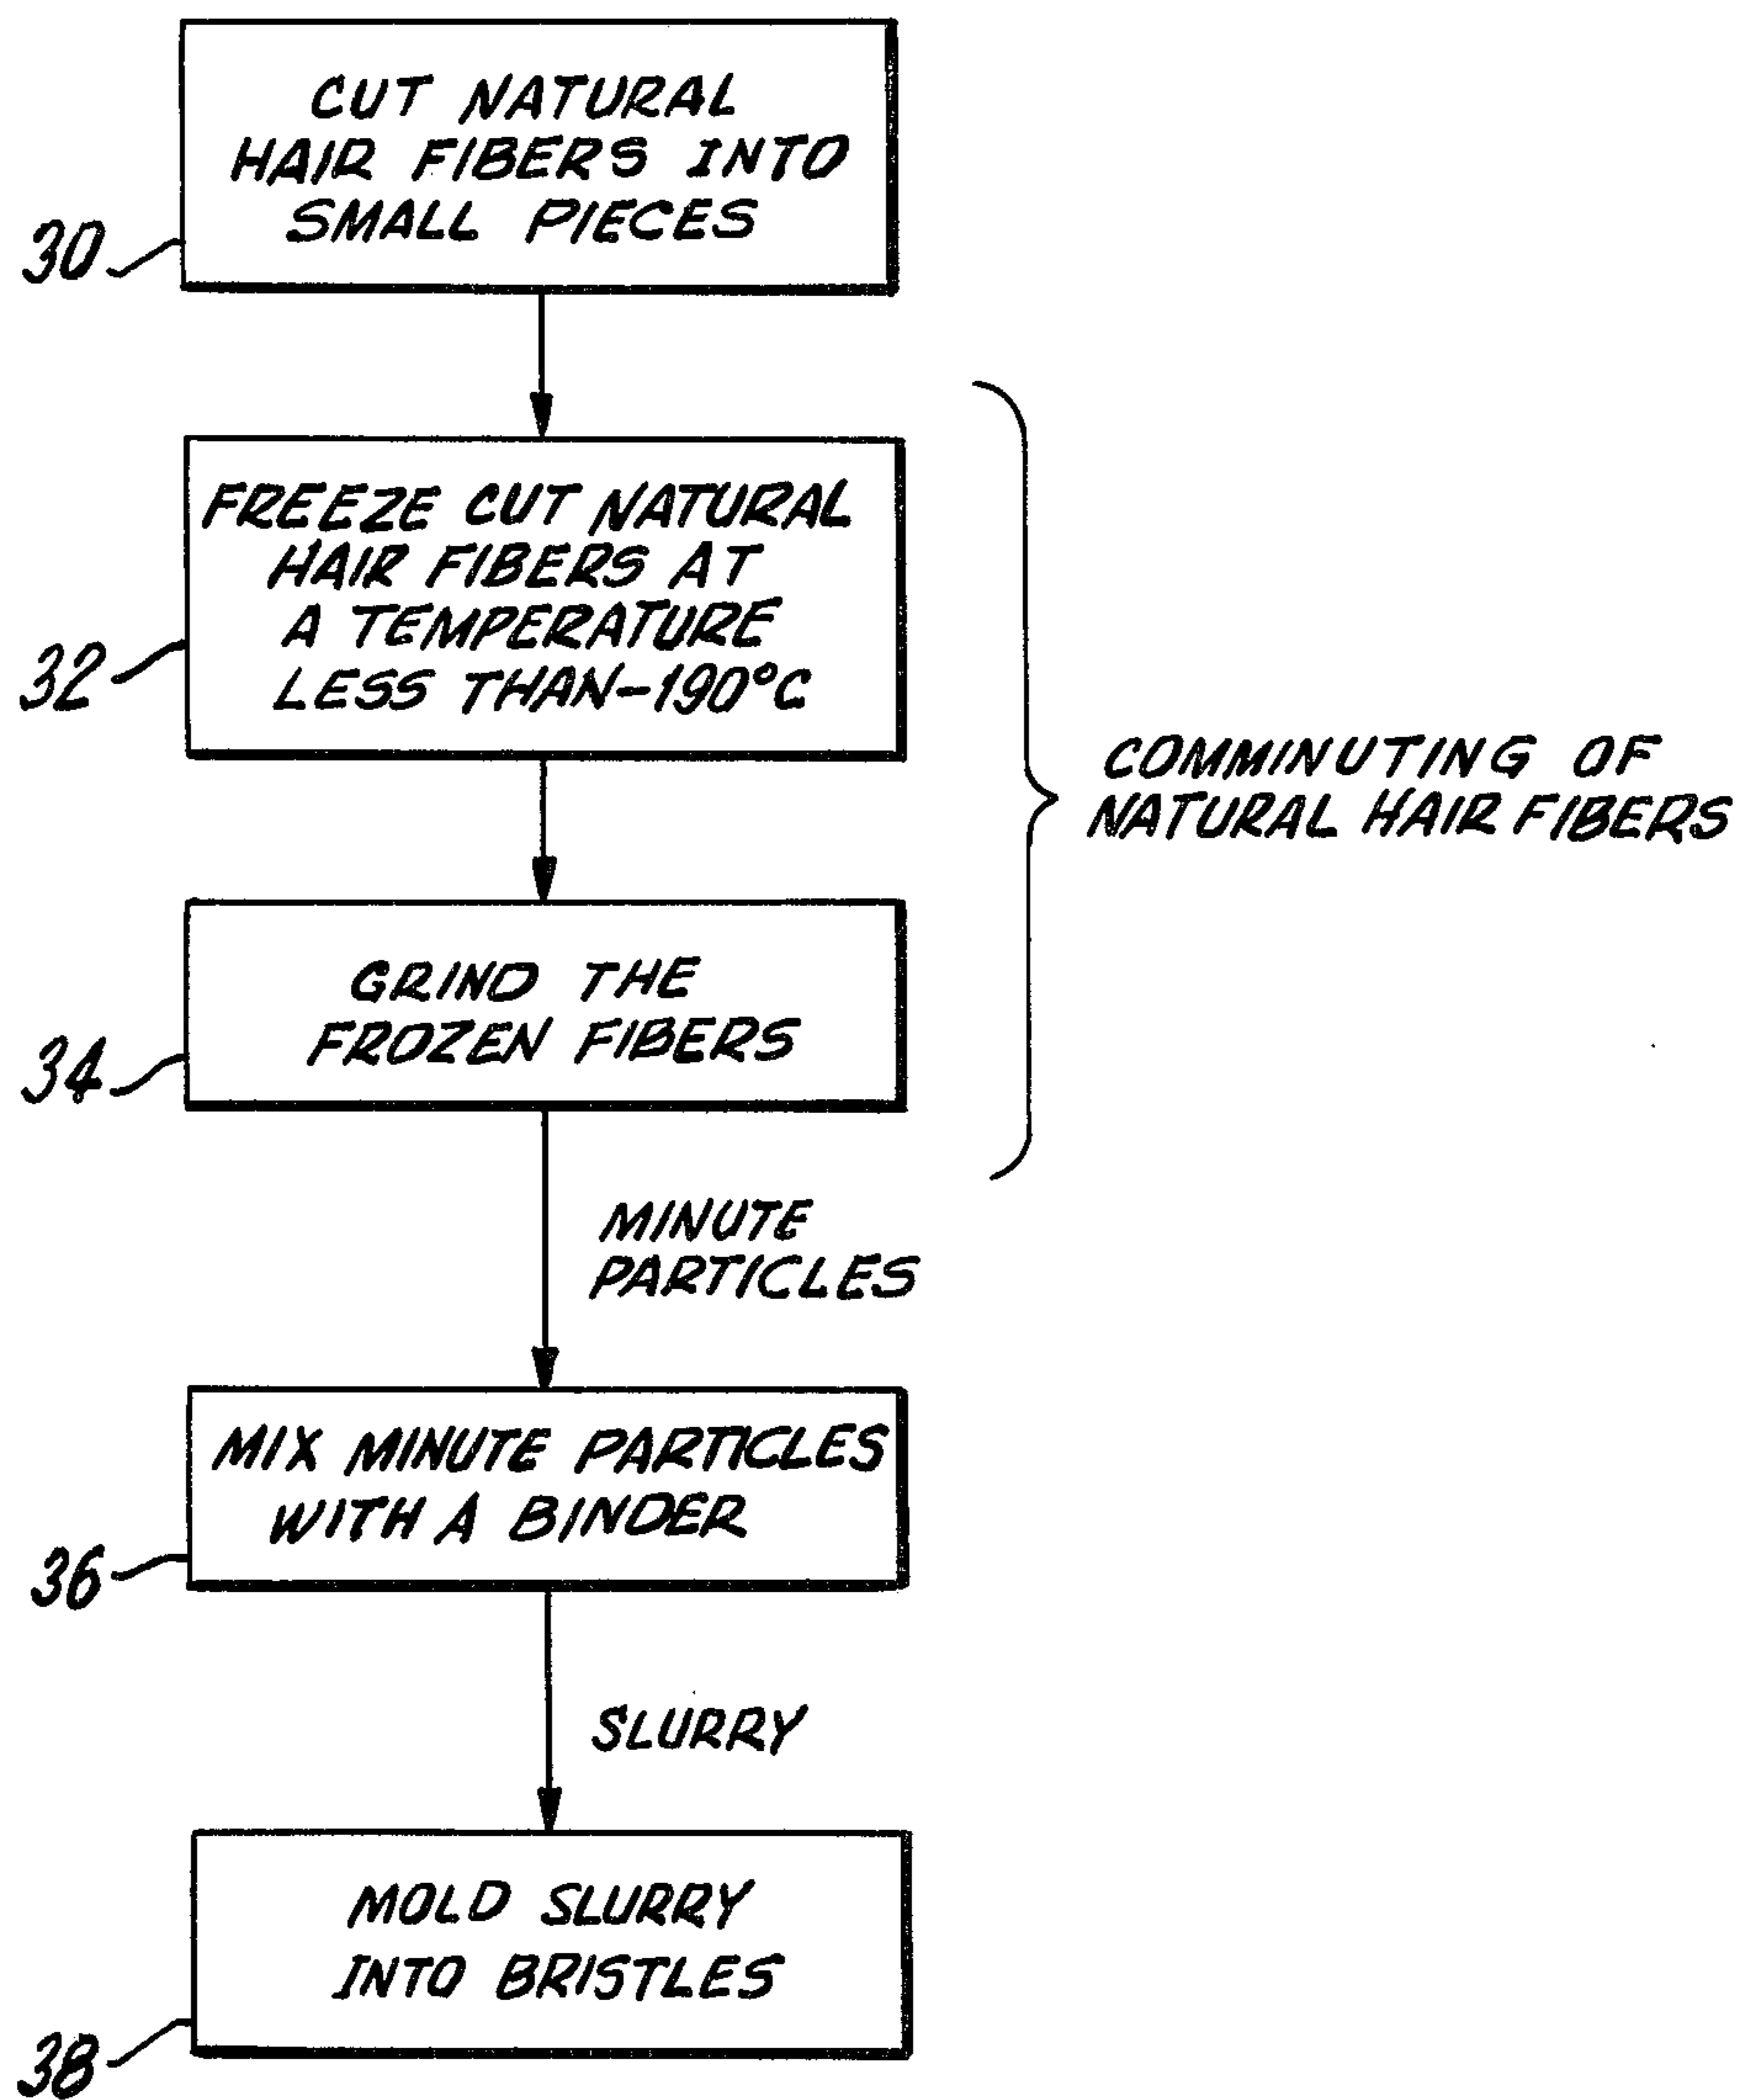 CUT NATURAL
HAIR FIBERS INTO
SMALL PIECES
30
FREEZE CUT NATURAL
HAIR FIBERS AT
A TEMPERATURE
LESS THAN-190°C
32
COMMINUTING OF
NATURAL HAIR FIBERS
GRIND THE
FROZEN FIBERS
34
MINUTE
PARTICLES
MIX MINUTE PARTICLES
WITH A BINDER
36
SLURRY
MOLD SLURRY
INTO BRISTLES
38